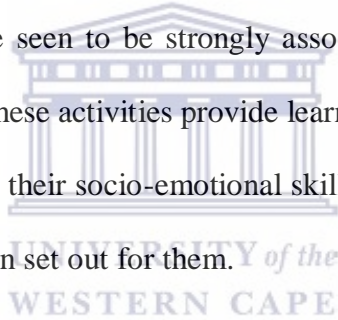 e seen to be strongly asso
hese activities provide learn
their socio-emotional skil
n set out for them.
UNIVERSITY of the
WESTERN CAPE